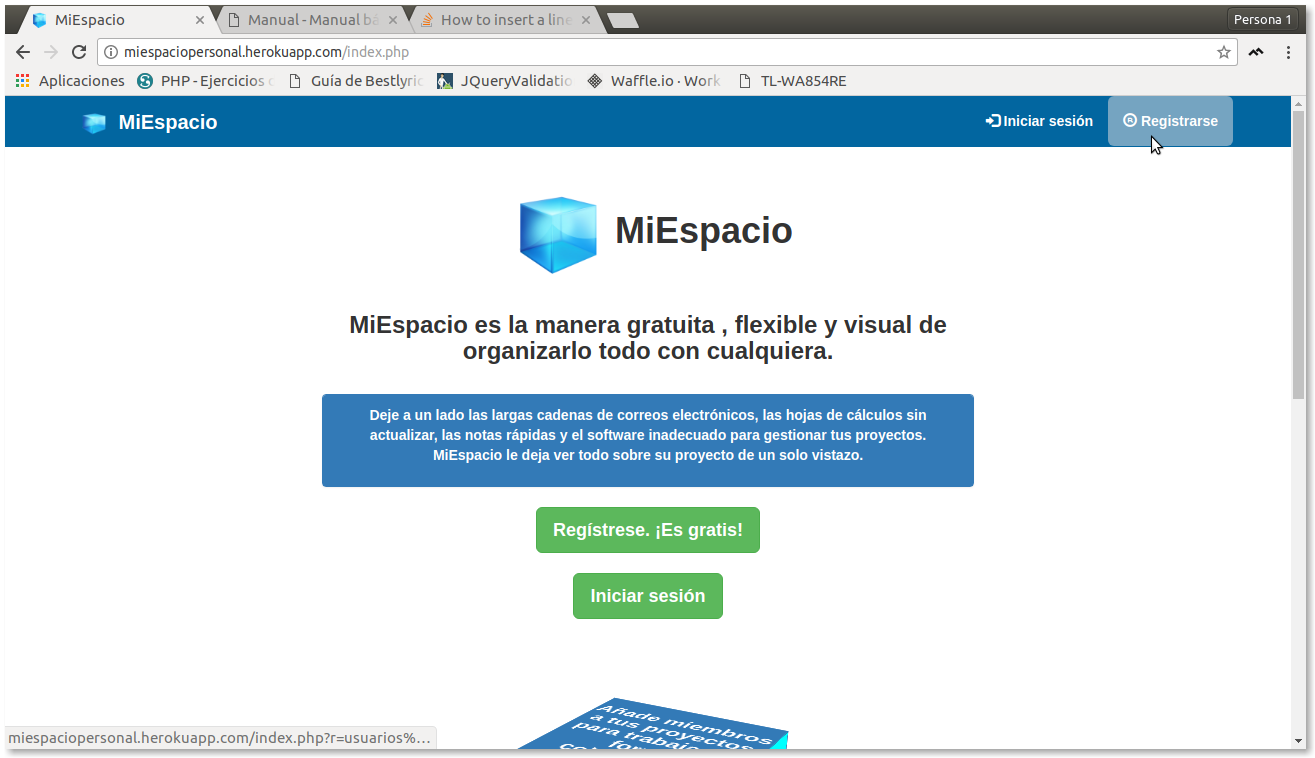 MiEspacio
Manual - Manual bá
How to insert a line
Persona 1
miespaciopersonal.herokuapp.com/index.php
Aplicaciones
PHP - Ejercicios
Guía de Bestlyric
JQueryValidatio
Waffle.io · Work
TL-WA854RE
MiEspacio
Iniciar sesión
® Registrarse
MiEspacio
MiEspacio es la manera gratuita , flexible y visual de
organizarlo todo con cualquiera.
Deje a un lado las largas cadenas de correos electrónicos, las hojas de cálculos sin
actualizar, las notas rápidas y el software inadecuado para gestionar tus proyectos.
MiEspacio le deja ver todo sobre su proyecto de un solo vistazo.
Regístrese. ¡Es gratis!
Iniciar sesión
Añade miembros
a tus proyectos
para trabajo
miespaciopersonal.herokuapp.com/index.php?r=usuarios%...